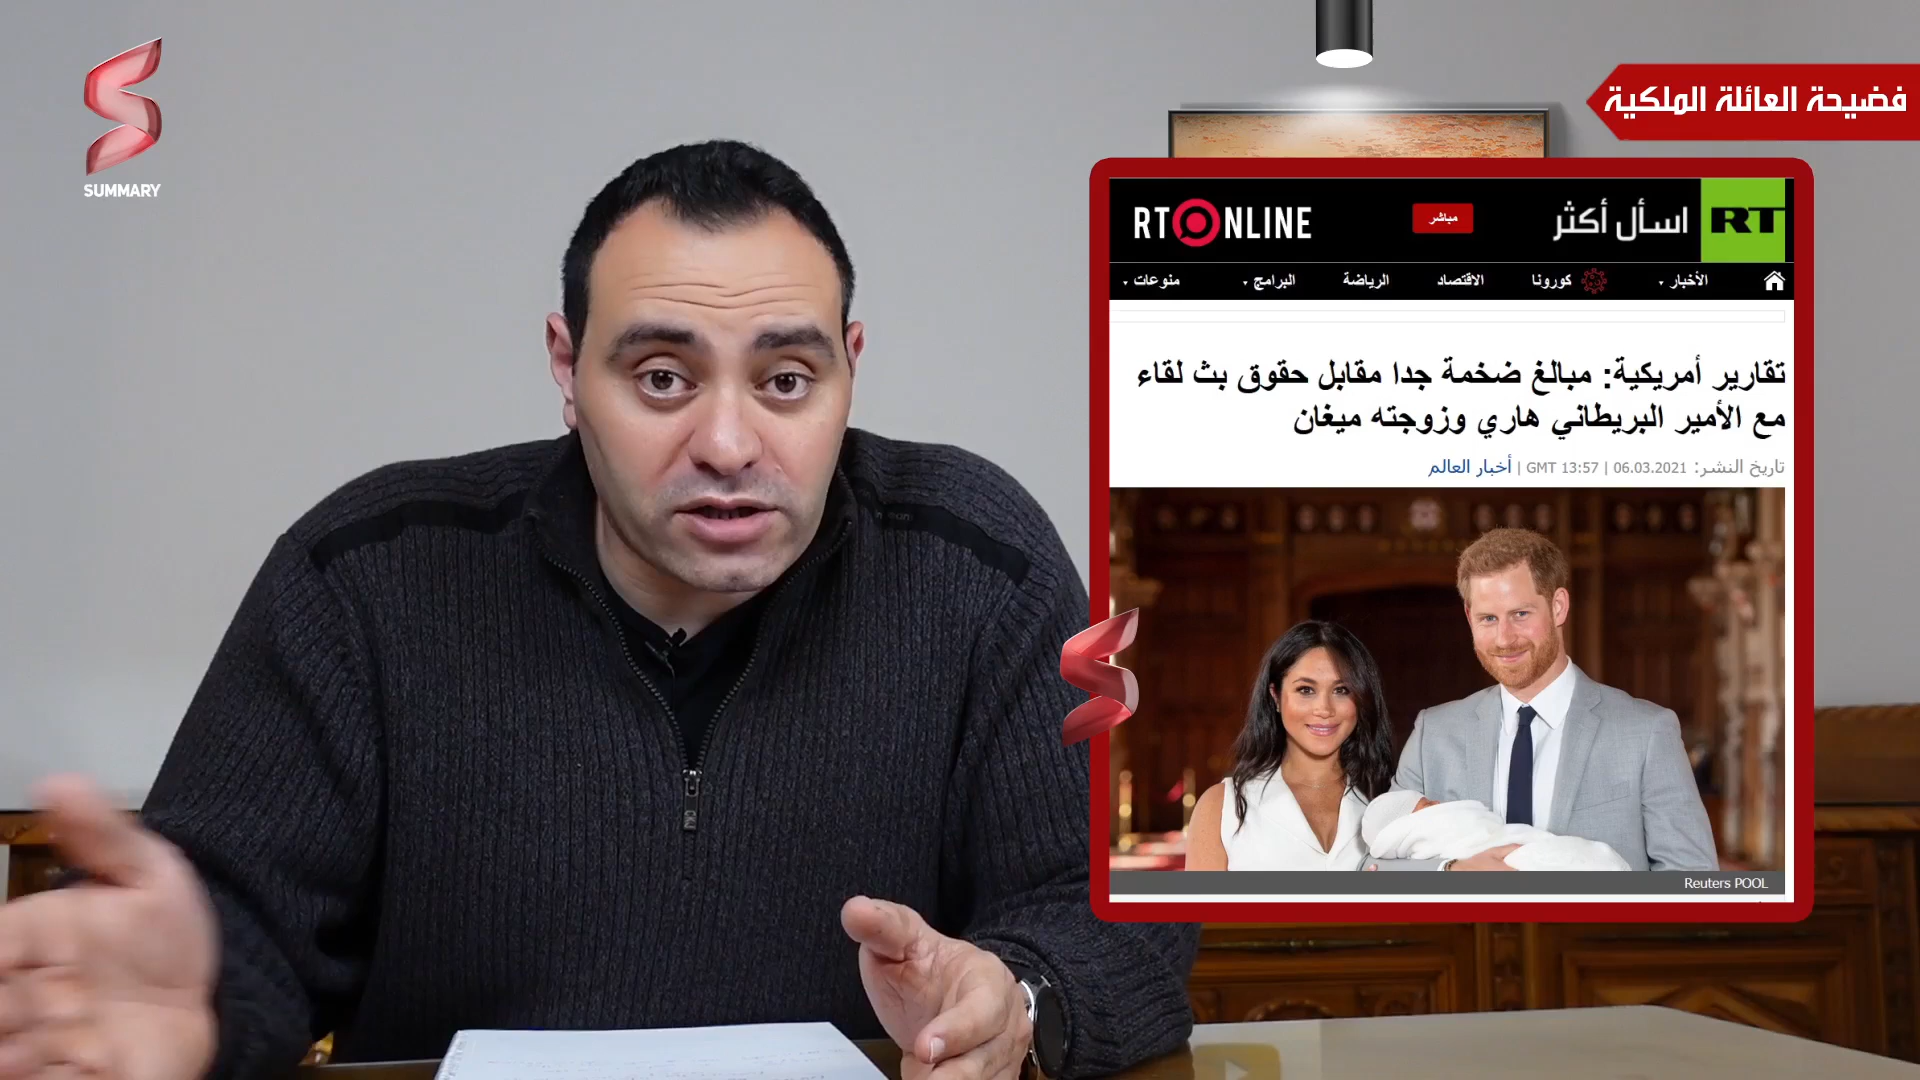 SUMMARY
فضيحة العائلة الملكية
RT ONLINE
مباشر
اسأل أكثر
RT
الأخبار
كورونا
الاقتصاد
الرياضة
البرامج
منوعات
تقارير أمريكية: مبالغ ضخمة جدا مقابل حقوق بث لقاء
مع الأمير البريطاني هاري وزوجته ميغان
تاريخ النشر: 06.03.2021 | 13:57 GMT | أخبار العالم
Reuters POOL